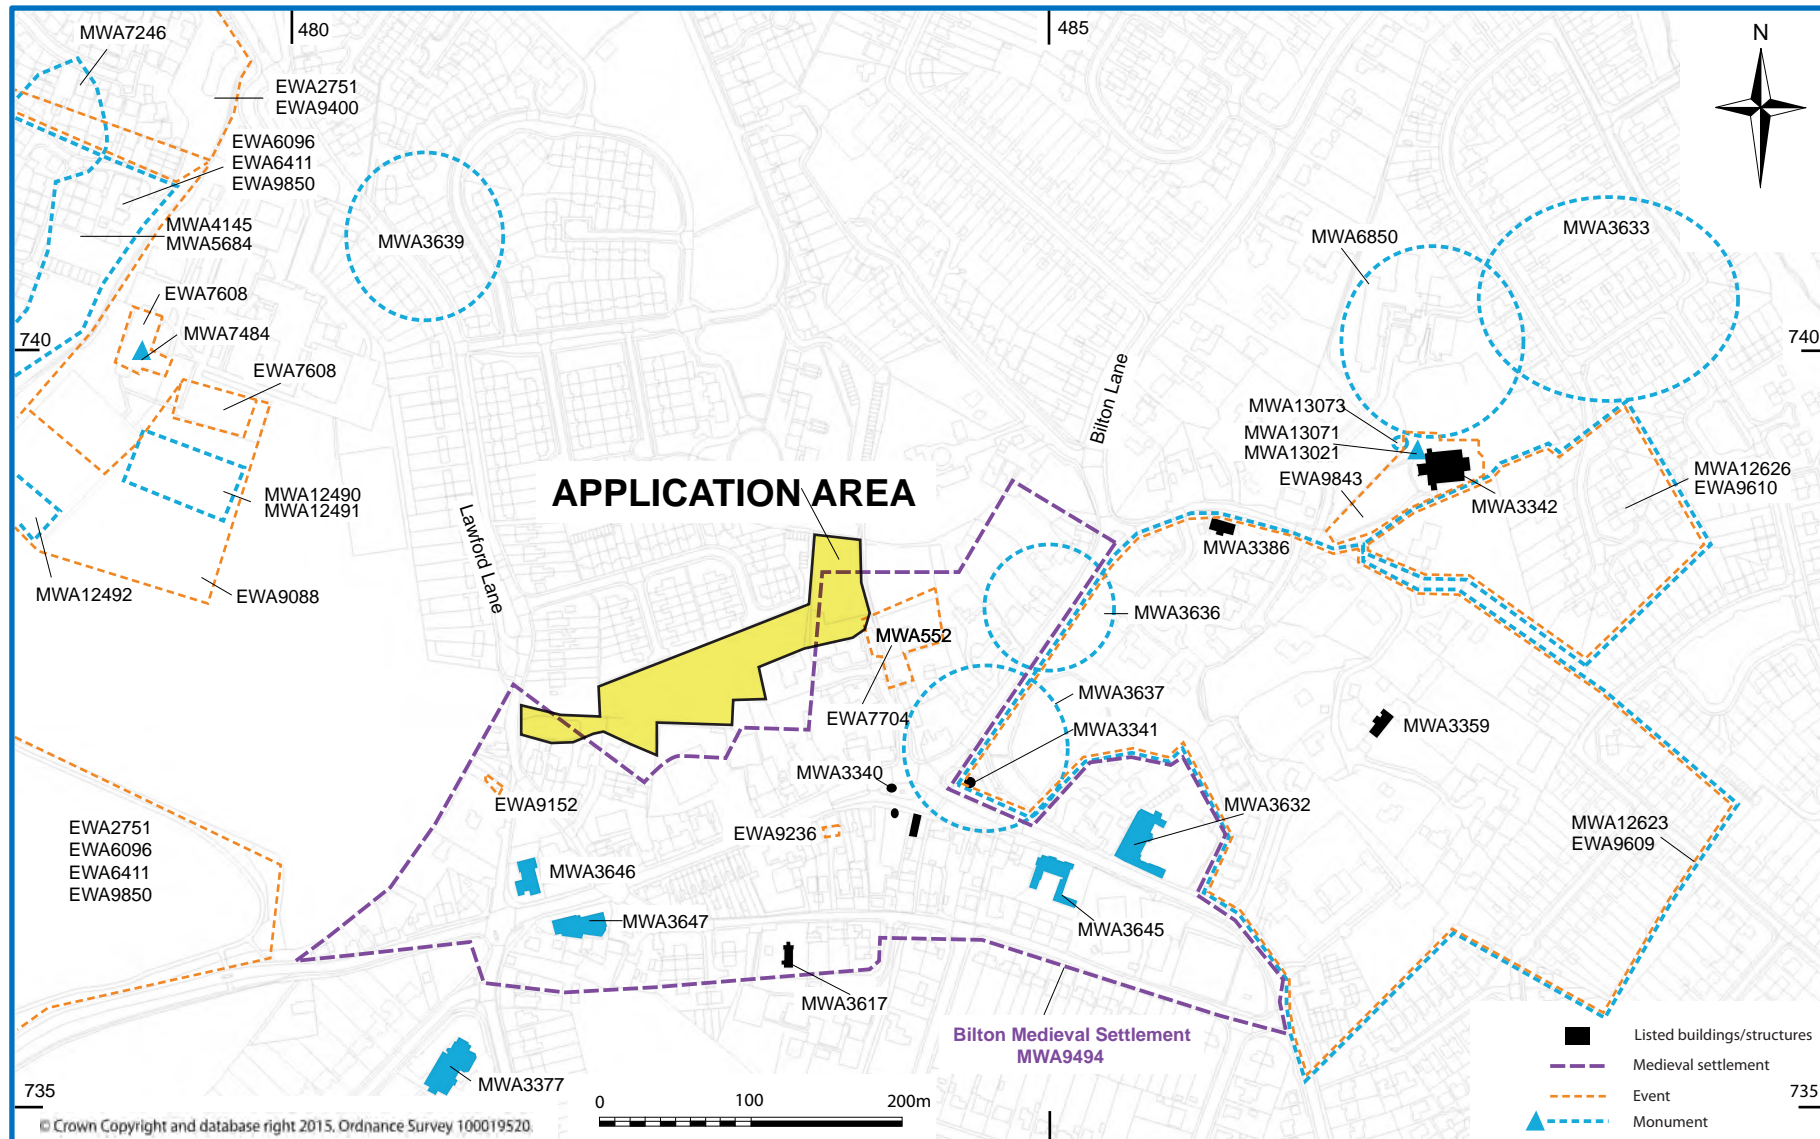 480
485
N
MWA7246
EWA2751
EWA9400
EWA6096
EWA6411
EWA9850
MWA4145
MWA5684
MWA3639
MWA6850
MWA3633
EWA7608
MWA7484
740
740
EWA7608
Bilton Lane
MWA13073
MWA13071
MWA13021
EWA9843
MWA3342
MWA12626
EWA9610
APPLICATION AREA
MWA12490
MWA12491
Lawford Lane
MWA3386
MWA12492
EWA9088
MWA3636
MWA552
EWA7704
MWA3637
MWA3341
MWA3359
MWA3340
EWA9152
EWA9236
MWA3632
EWA2751
EWA6096
EWA6411
EWA9850
MWA12623
EWA9609
MWA3646
MWA3647
MWA3645
MWA3617
Bilton Medieval Settlement
MWA9494
MWA3377
735
735
0 100 200m
Listed buildings/structures
Medieval settlement
Event
Monument
© Crown Copyright and database right 2015. Ordnance Survey 100019520